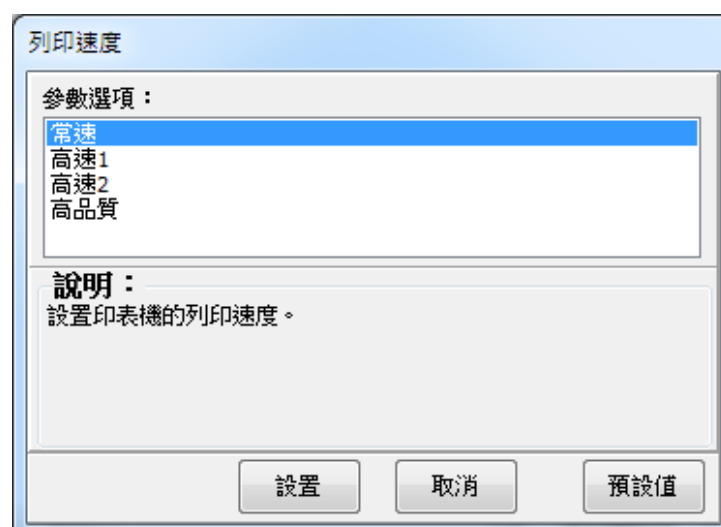 列印速度
參數選項：
常速
高速1
高速2
高品質
說明：
設置印表機的列印速度。
設置 取消 預設值